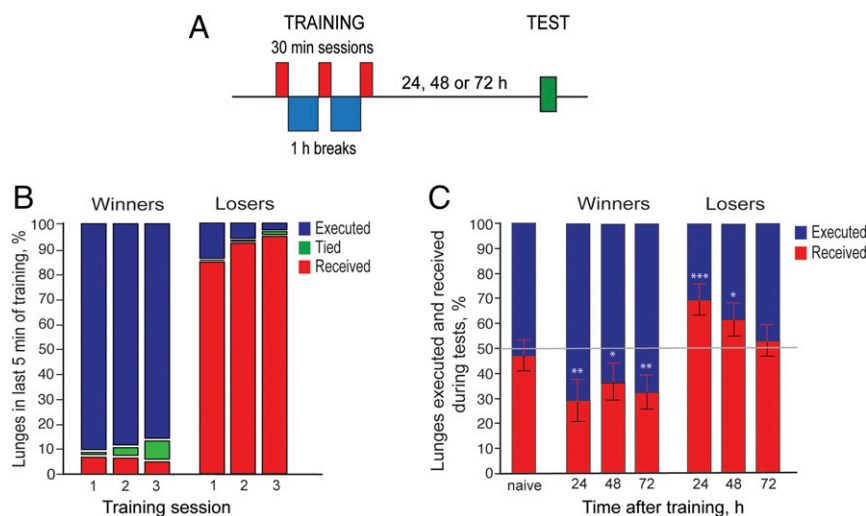 A
TRAINING
TEST
30 min sessions
24, 48 or 72 h
1 h breaks
B
Winners
Losers
Lunges in last 5 min of training, %
100
90
80
70
60
50
40
30
20
10
0
Executed
Tied
Received
1 2 3 1 2 3
Training session
C
Winners
Losers
Lunges executed and received
during tests, %
100
90
80
70
60
50
40
30
20
10
0
Executed
Received
***
*
**
*
**
naive 24 48 72 24 48 72
Time after training, h